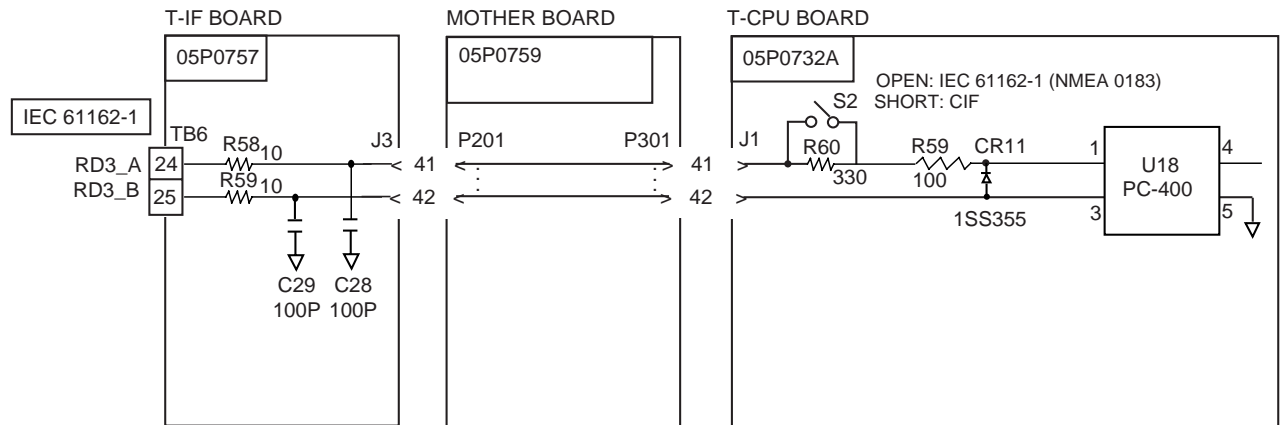 T-IF BOARD
MOTHER BOARD
T-CPU BOARD
05P0757
05P0759
05P0732A
OPEN: IEC 61162-1 (NMEA 0183)
SHORT: CIF
S2
IEC 61162-1
TB6
R58
10
J3
P201
P301
J1
R60
330
R59
100
CR11
RD3_A
24
41
41
1
U18
PC-400
4
RD3_B
25
R59
10
42
42
3
5
1SS355
C29
100P
C28
100P